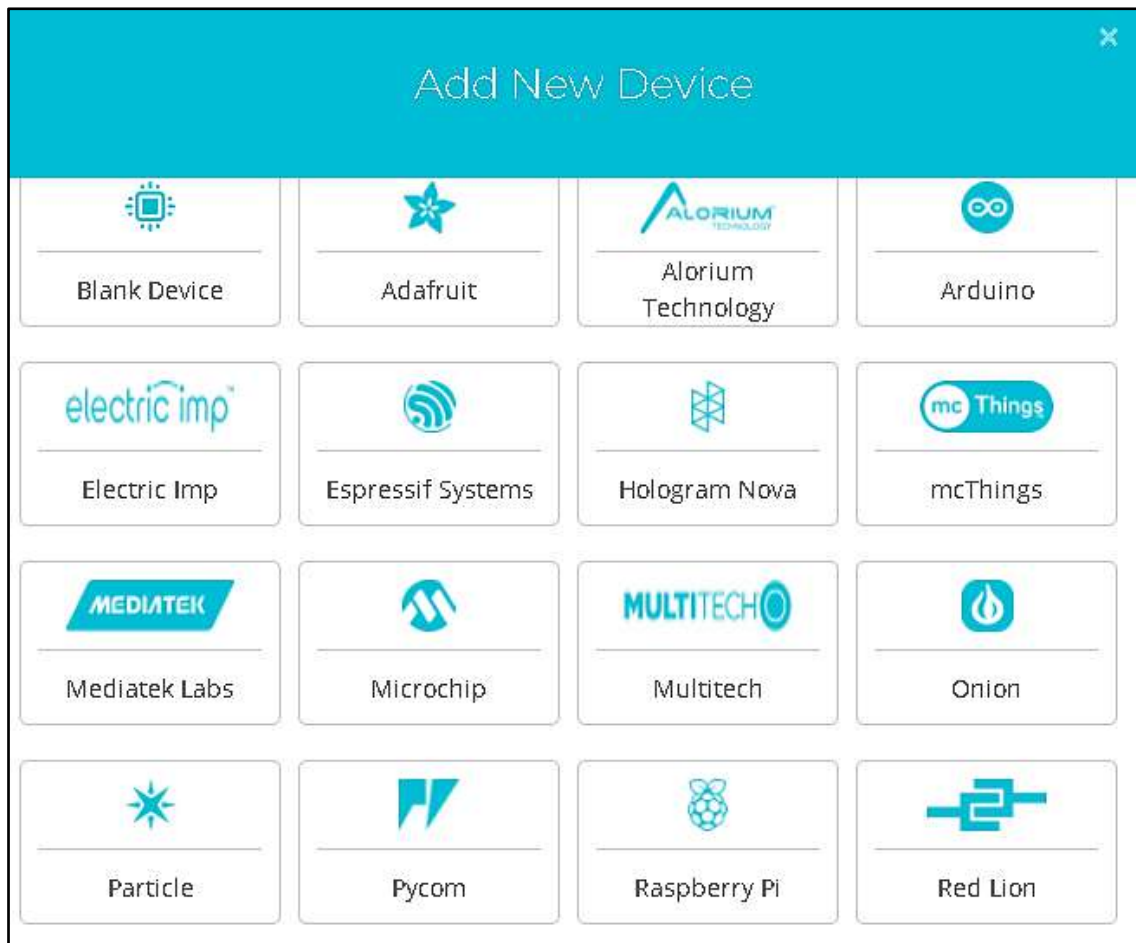 Add New Device
ALORIUM
TECHNOLOGY
Blank Device
Adafruit
Alorium
Technology
Arduino
electric imp™
mc Things
Electric Imp
Espressif Systems
Hologram Nova
mcThings
MEDIATEK
MULTITECH
Mediatek Labs
Microchip
Multitech
Onion
Particle
Pycom
Raspberry Pi
Red Lion